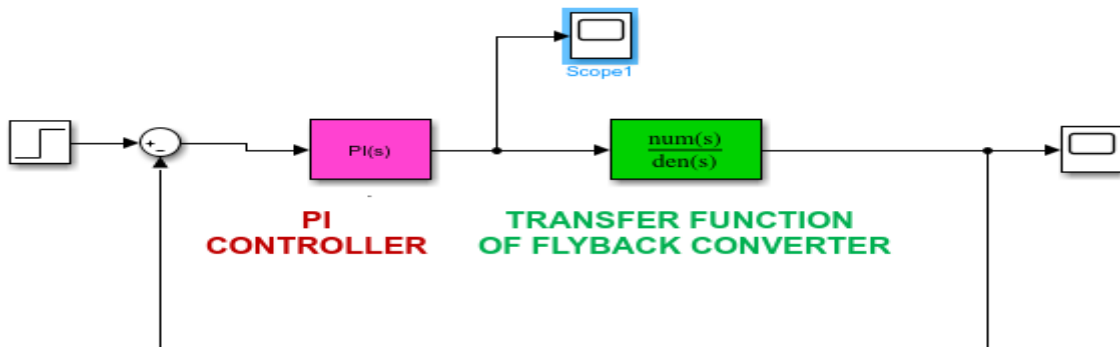 Scope1
+
−
PI(s)
num(s)
den(s)
PI
CONTROLLER
TRANSFER FUNCTION
OF FLYBACK CONVERTER